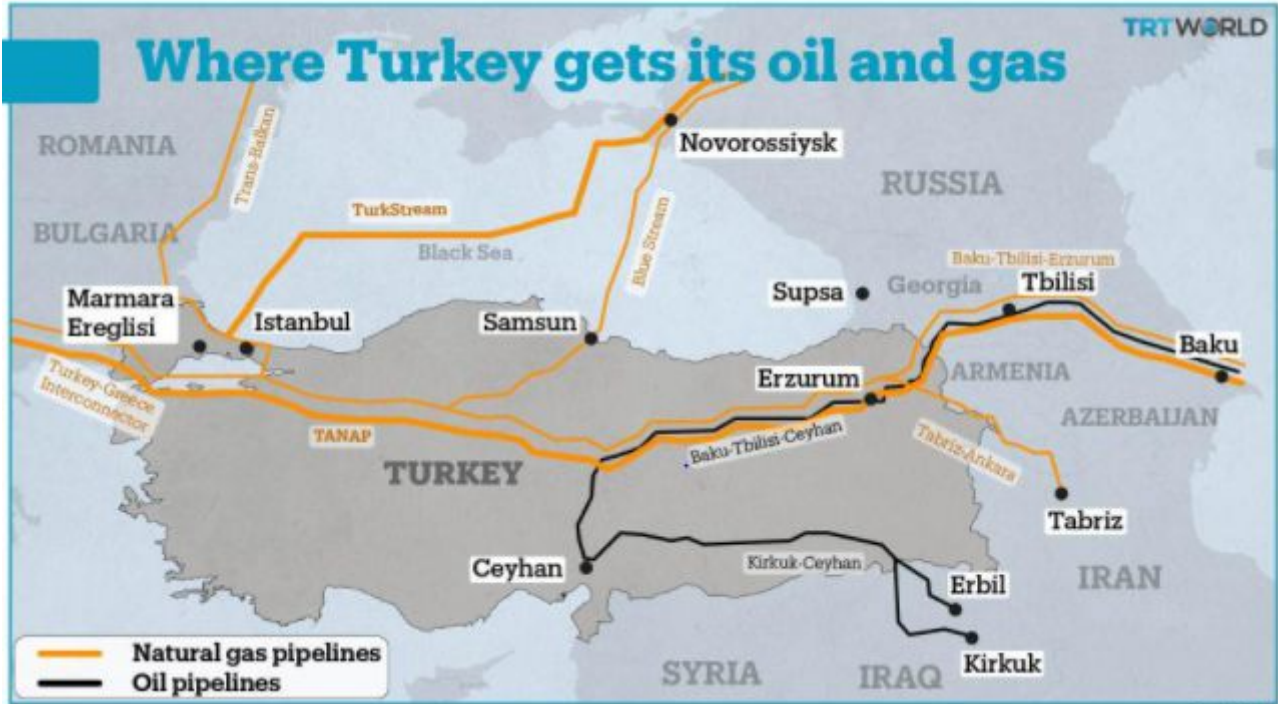 TRT WORLD
Where Turkey gets its oil and gas
ROMANIA
Trans-Balkan
Novorossiysk
RUSSIA
TurkStream
BULGARIA
Black Sea
Blue Stream
Baku-Tbilisi-Erzurum
Georgia
Tbilisi
Supsa
Marmara
Ereglisi
Istanbul
Samsun
Baku
Turkey-Greece
Interconnector
Erzurum
ARMENIA
AZERBAIJAN
TANAP
Baku-Tbilisi-Ceyhan
Tabriz-Ankara
TURKEY
Tabriz
Ceyhan
Kirkuk-Ceyhan
Erbil
IRAN
Natural gas pipelines
Oil pipelines
SYRIA
IRAQ
Kirkuk